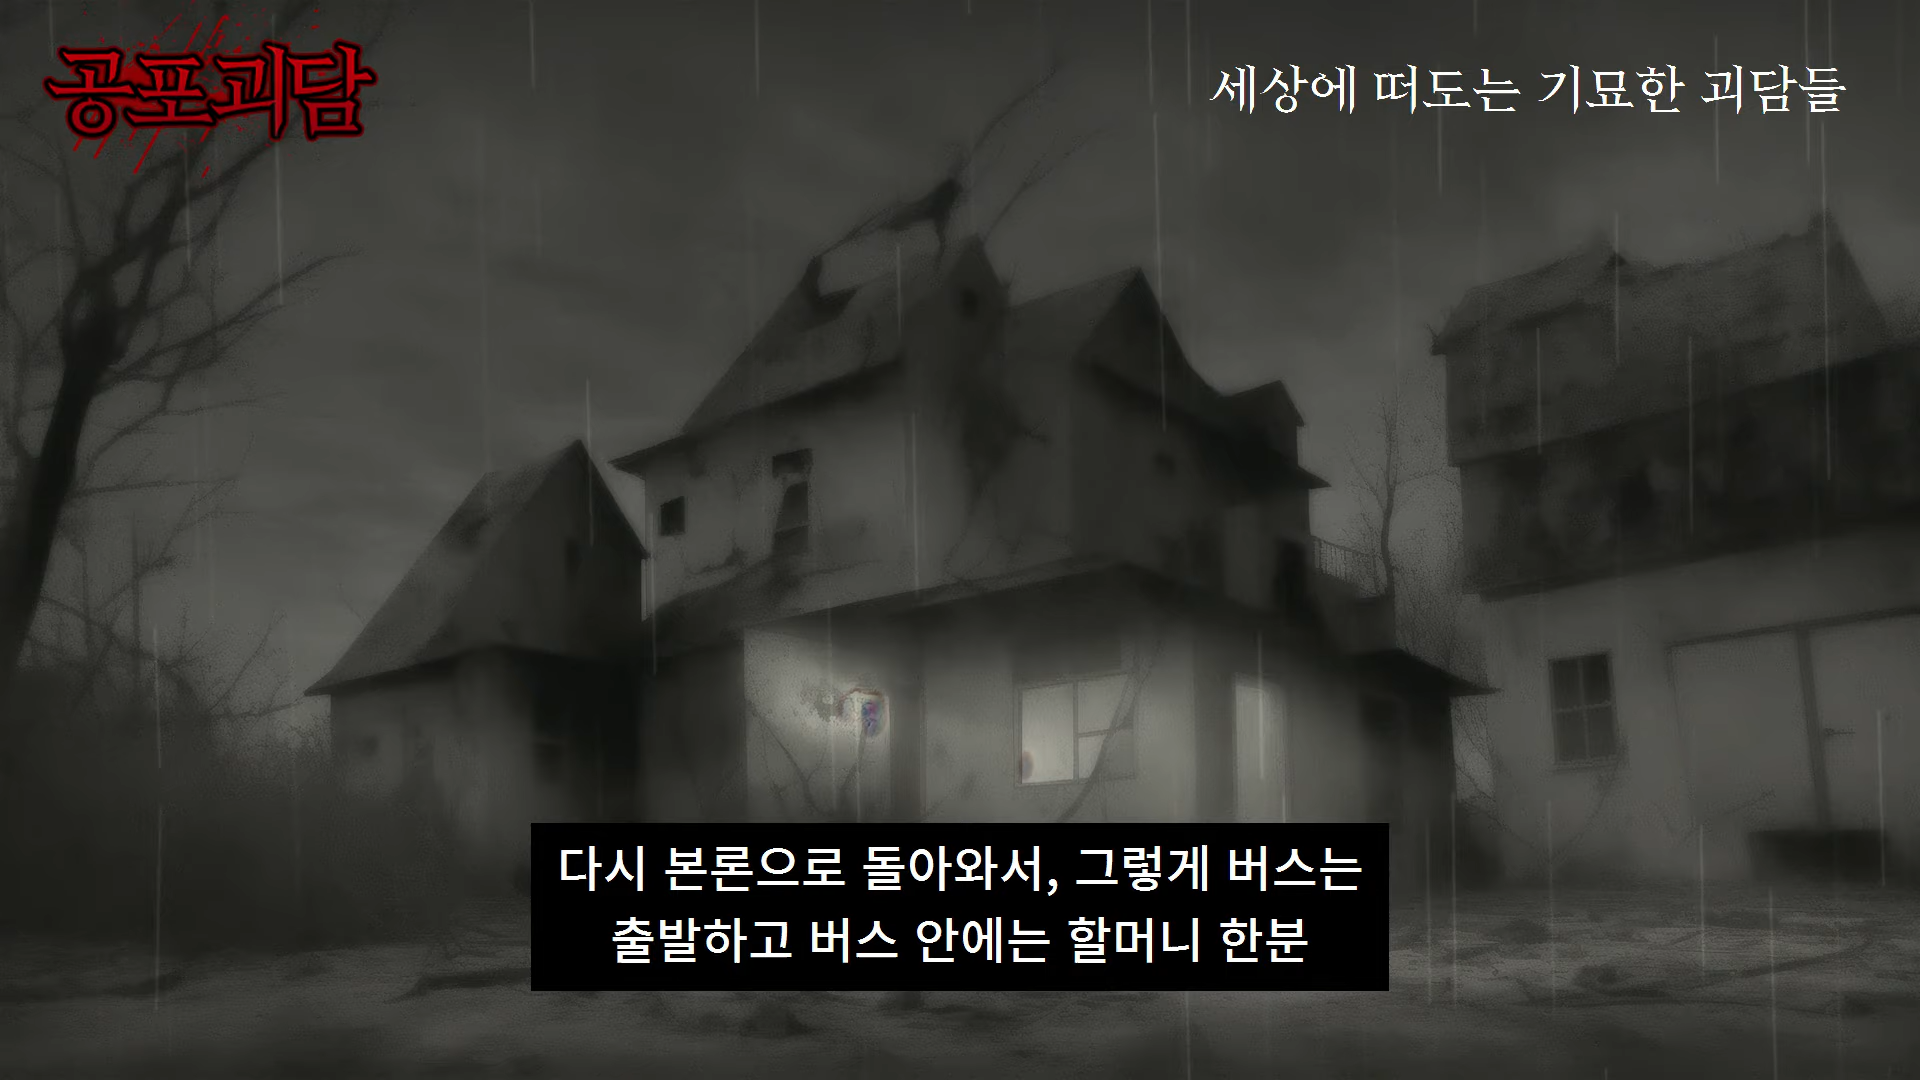 공포괴담
세상에 떠도는 기묘한 괴담들
다시 본론으로 돌아와서, 그렇게 버스는
출발하고 버스 안에는 할머니 한분